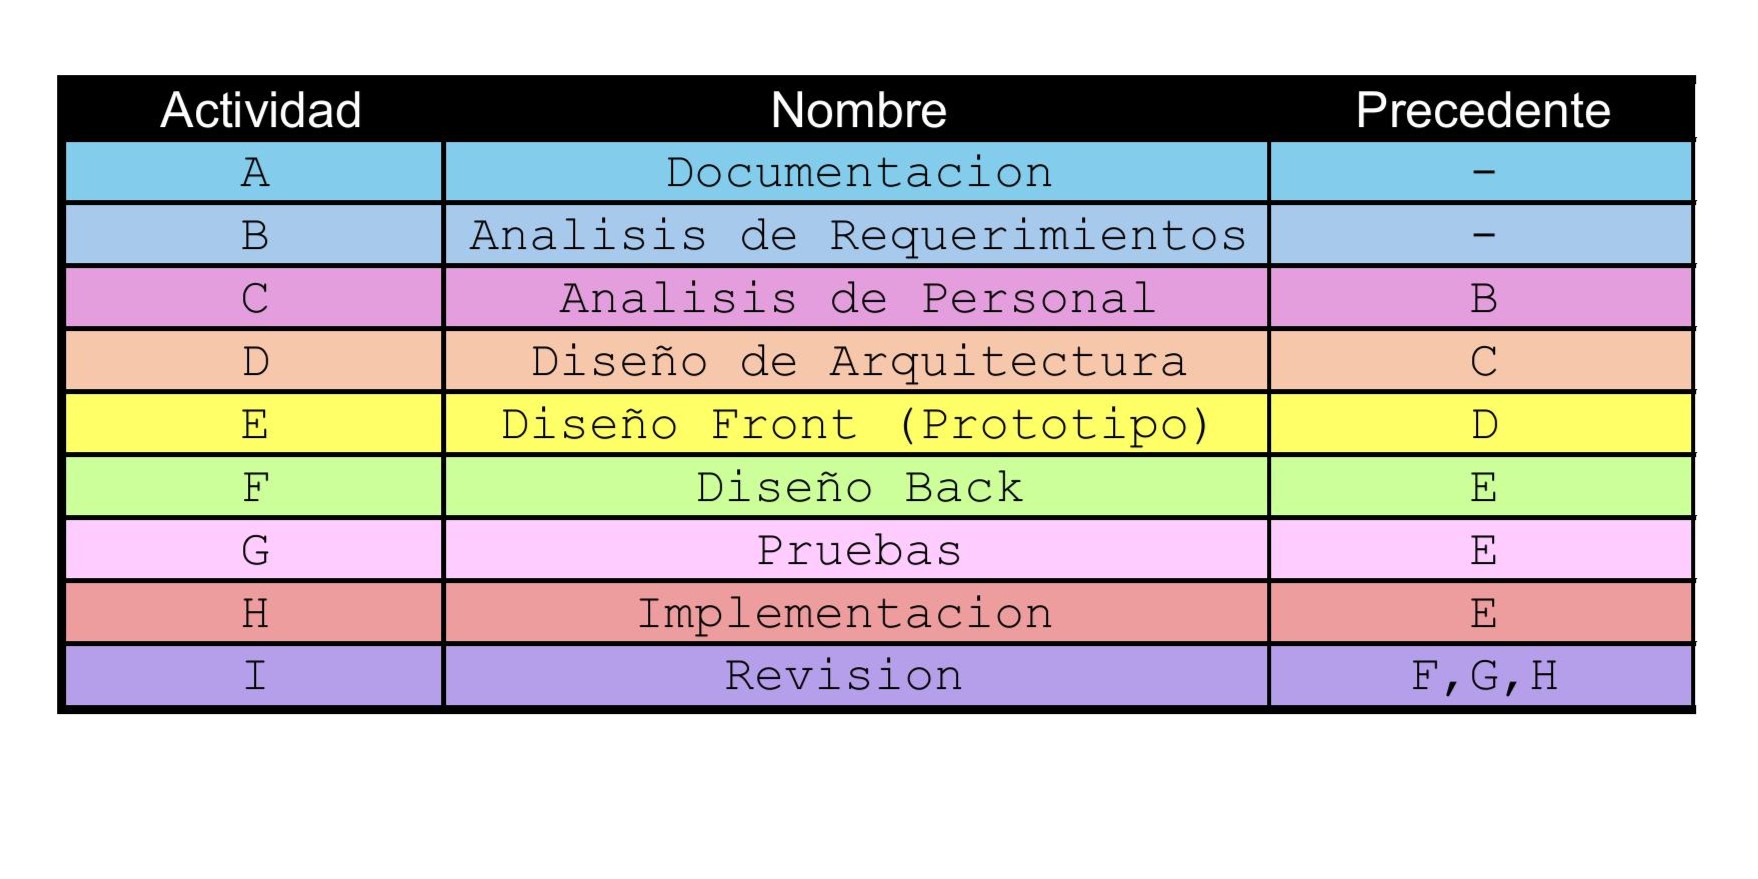 Actividad Nombre Precedente
A Documentacion -
B Analisis de Requerimientos -
C Analisis de Personal B
D Diseño de Arquitectura C
E Diseño Front (Prototipo) D
F Diseño Back E
G Pruebas E
H Implementacion E
I Revision F,G,H